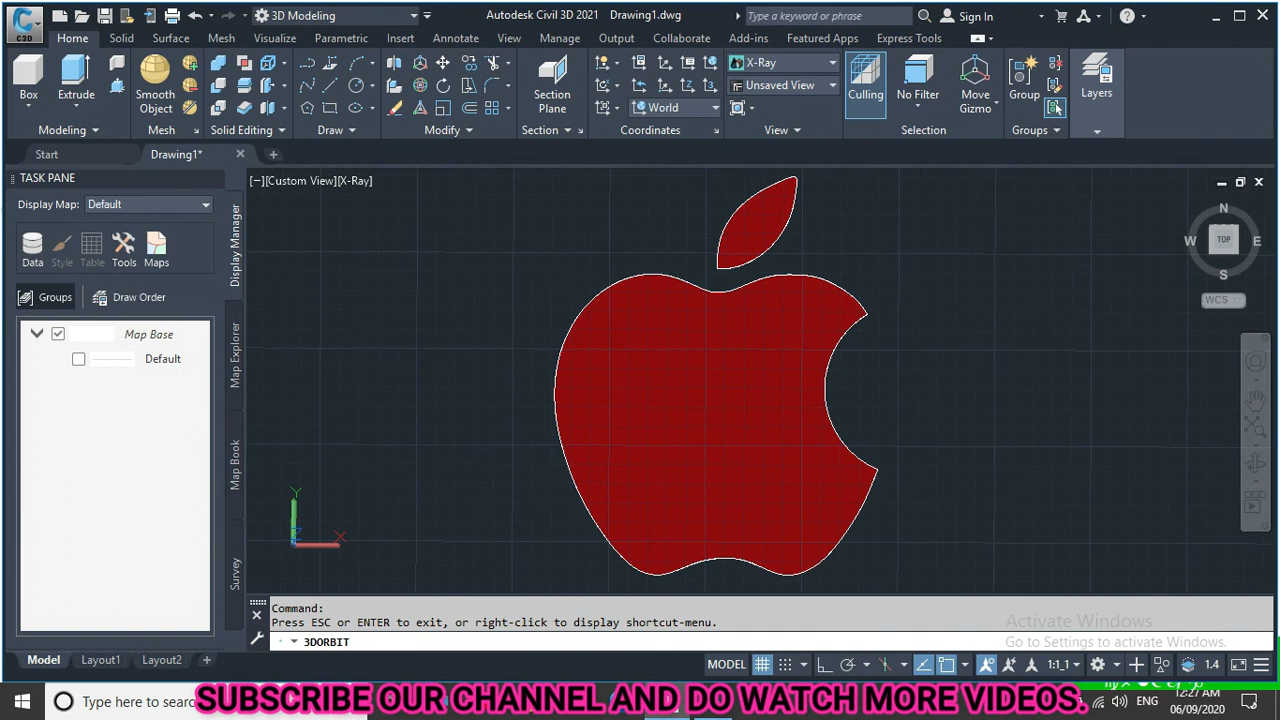 C3D
3D Modeling
Autodesk Civil 3D 2021 Drawing1.dwg
Type a keyword or phrase
Sign In
Home Solid Surface Mesh Visualize Parametric Insert Annotate View Manage Output Collaborate Add-ins Featured Apps Express Tools
Box
Extrude
Smooth
Object
Section
Plane
World
X-Ray
Unsaved View
Culling
No Filter
Move
Gizmo
Group
Layers
Modeling
Mesh
Solid Editing
Draw
Modify
Section
Coordinates
View
Selection
Groups
Start
Drawing1*
TASK PANE
Display Map: Default
Data Style Table Tools Maps
Groups Draw Order
Map Base
Default
Display Manager
Map Explorer
Map Book
Survey
[−][Custom View][X-Ray]
N
W TOP E
S
WCS
Y
Z X
Command:
Press ESC or ENTER to exit, or right-click to display shortcut-menu.
3DORBIT
Activate Windows
Go to Settings to activate Windows.
Model Layout1 Layout2 +
MODEL
1:1_1
1.4
Type here to
SUBSCRIBE OUR CHANNEL AND DO WATCH MORE VIDEOS.
ENG
12:27 AM
06/09/2020